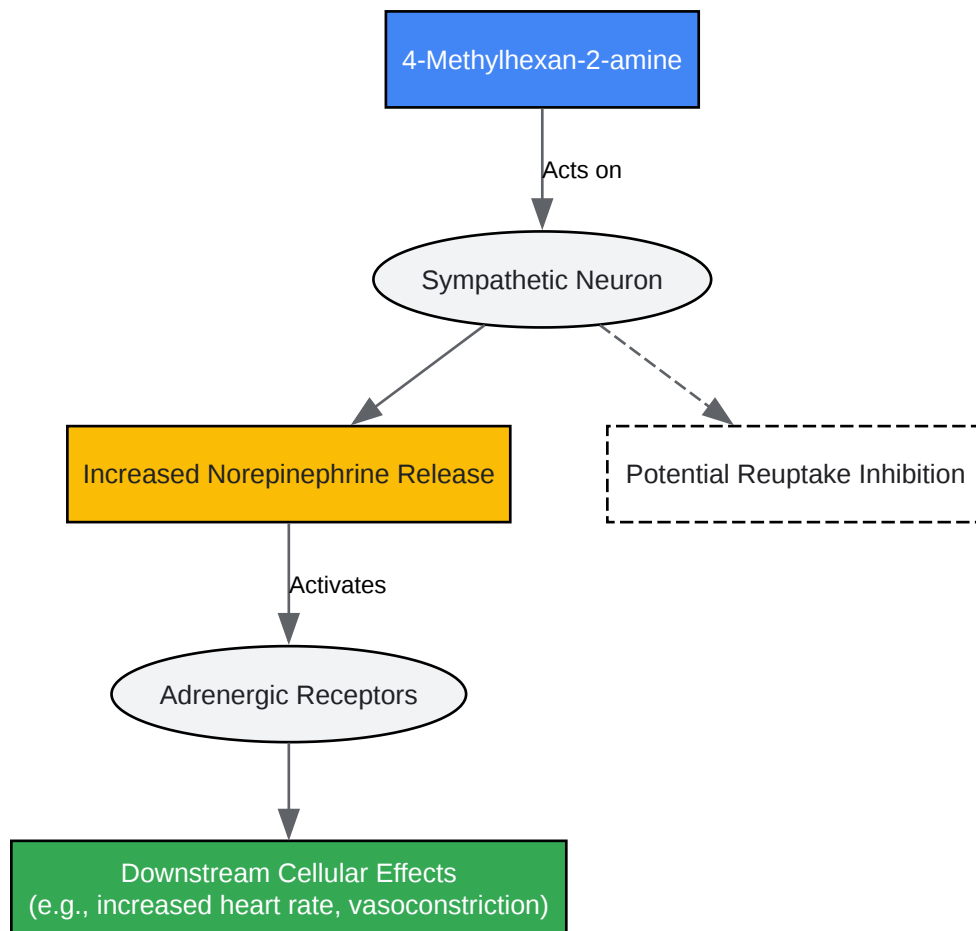 4-Methylhexan-2-amine
Acts on
Sympathetic Neuron
Increased Norepinephrine Release
Potential Reuptake Inhibition
Activates
Adrenergic Receptors
Downstream Cellular Effects
(e.g., increased heart rate, vasoconstriction)